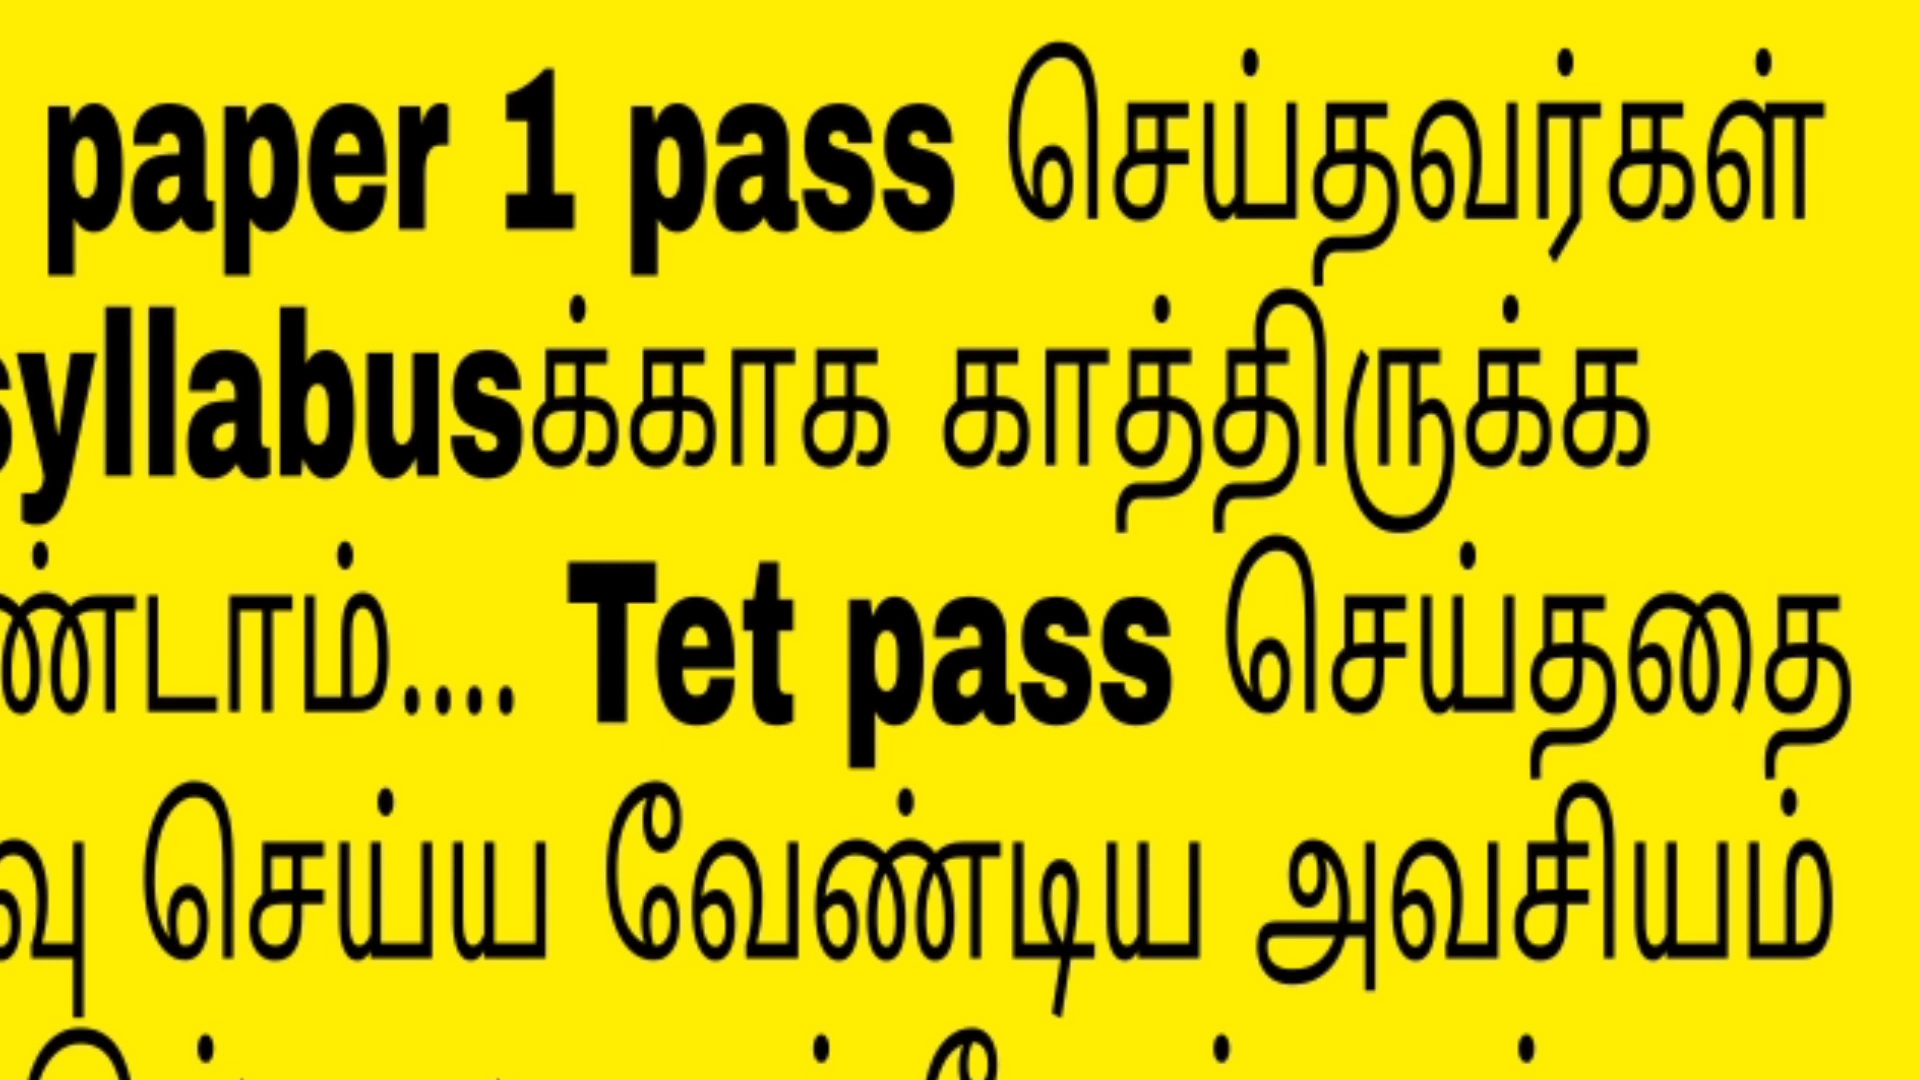 paper 1 pass செய்தவர்கள்
syllabusக்காக காத்திருக்க
ண்டாம்.... Tet pass செய்ததை
வு செய்ய வேண்டிய அவசியம்